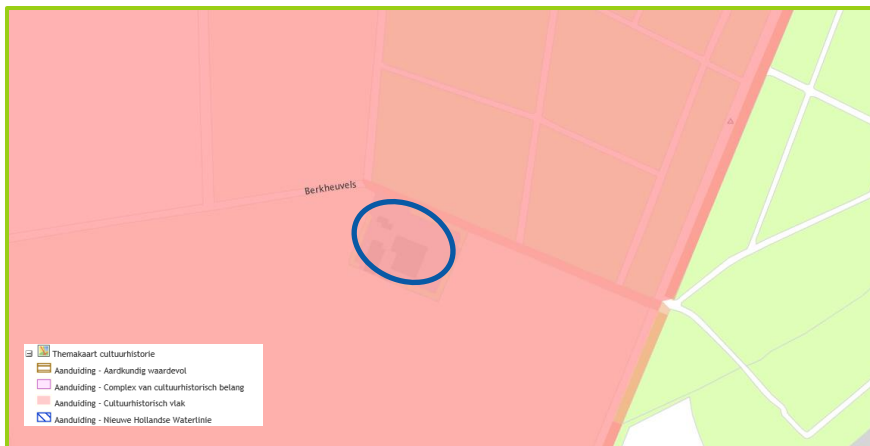 Berkheuvels
Themakaart cultuurhistorie
Aanduiding - Aardkundig waardevol
Aanduiding - Complex van cultuurhistorisch belang
Aanduiding - Cultuurhistorisch vlak
Aanduiding - Nieuwe Hollandse Waterlinie